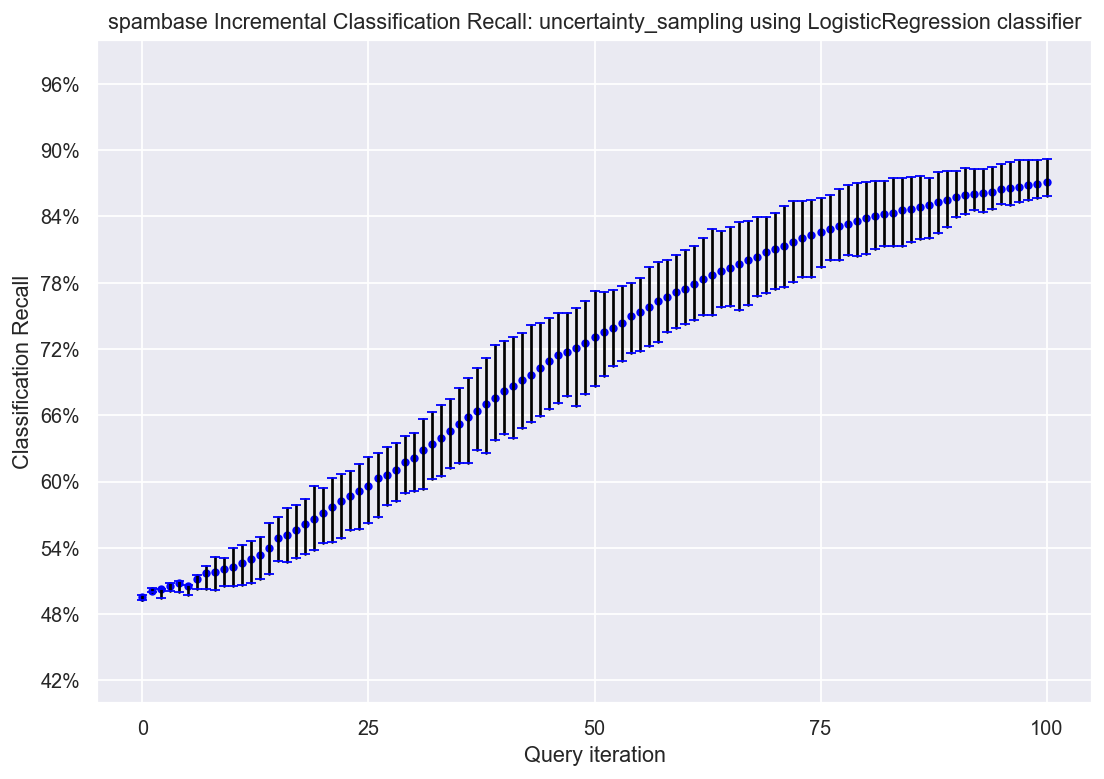 spambase Incremental Classification Recall: uncertainty_sampling using LogisticRegression classifier
96%
90%
84%
78%
72%
66%
60%
54%
48%
42%
Classification Recall
0 25 50 75 100
Query iteration